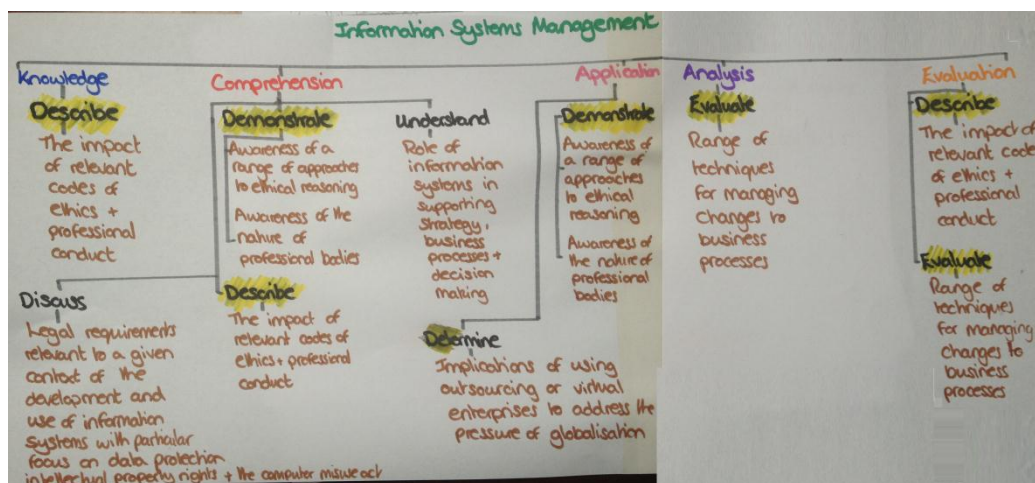 Information Systems Management
Knowledge
Describe
The impact
of relevant
codes of
ethics +
professional
conduct
Comprehension
Demonstrate
Awareness of a
range of approaches
to ethical reasoning
Awareness of the
nature of
professional bodies
Describe
The impact of
relevant codes of
ethics + professional
conduct
Understand
Role of
information
systems in
supporting
strategy,
business
processes +
decision
making
Discuss
Legal requirements
relevant to a given
context of the
development and
use of information
systems with particular
focus on data protection
intellectual property rights + the computer misuse act
Application
Demonstrate
Awareness of
a range of
approaches
to ethical
reasoning
Awareness of
the nature of
professional
bodies
Determine
Implications of using
outsourcing or virtual
enterprises to address the
pressure of globalisation
Analysis
Evaluate
Range of
techniques
for managing
changes to
business
processes
Evaluation
Describe
The impact of
relevant codes
of ethics +
professional
conduct
Evaluate
Range of
techniques
for managing
changes to
business
processes